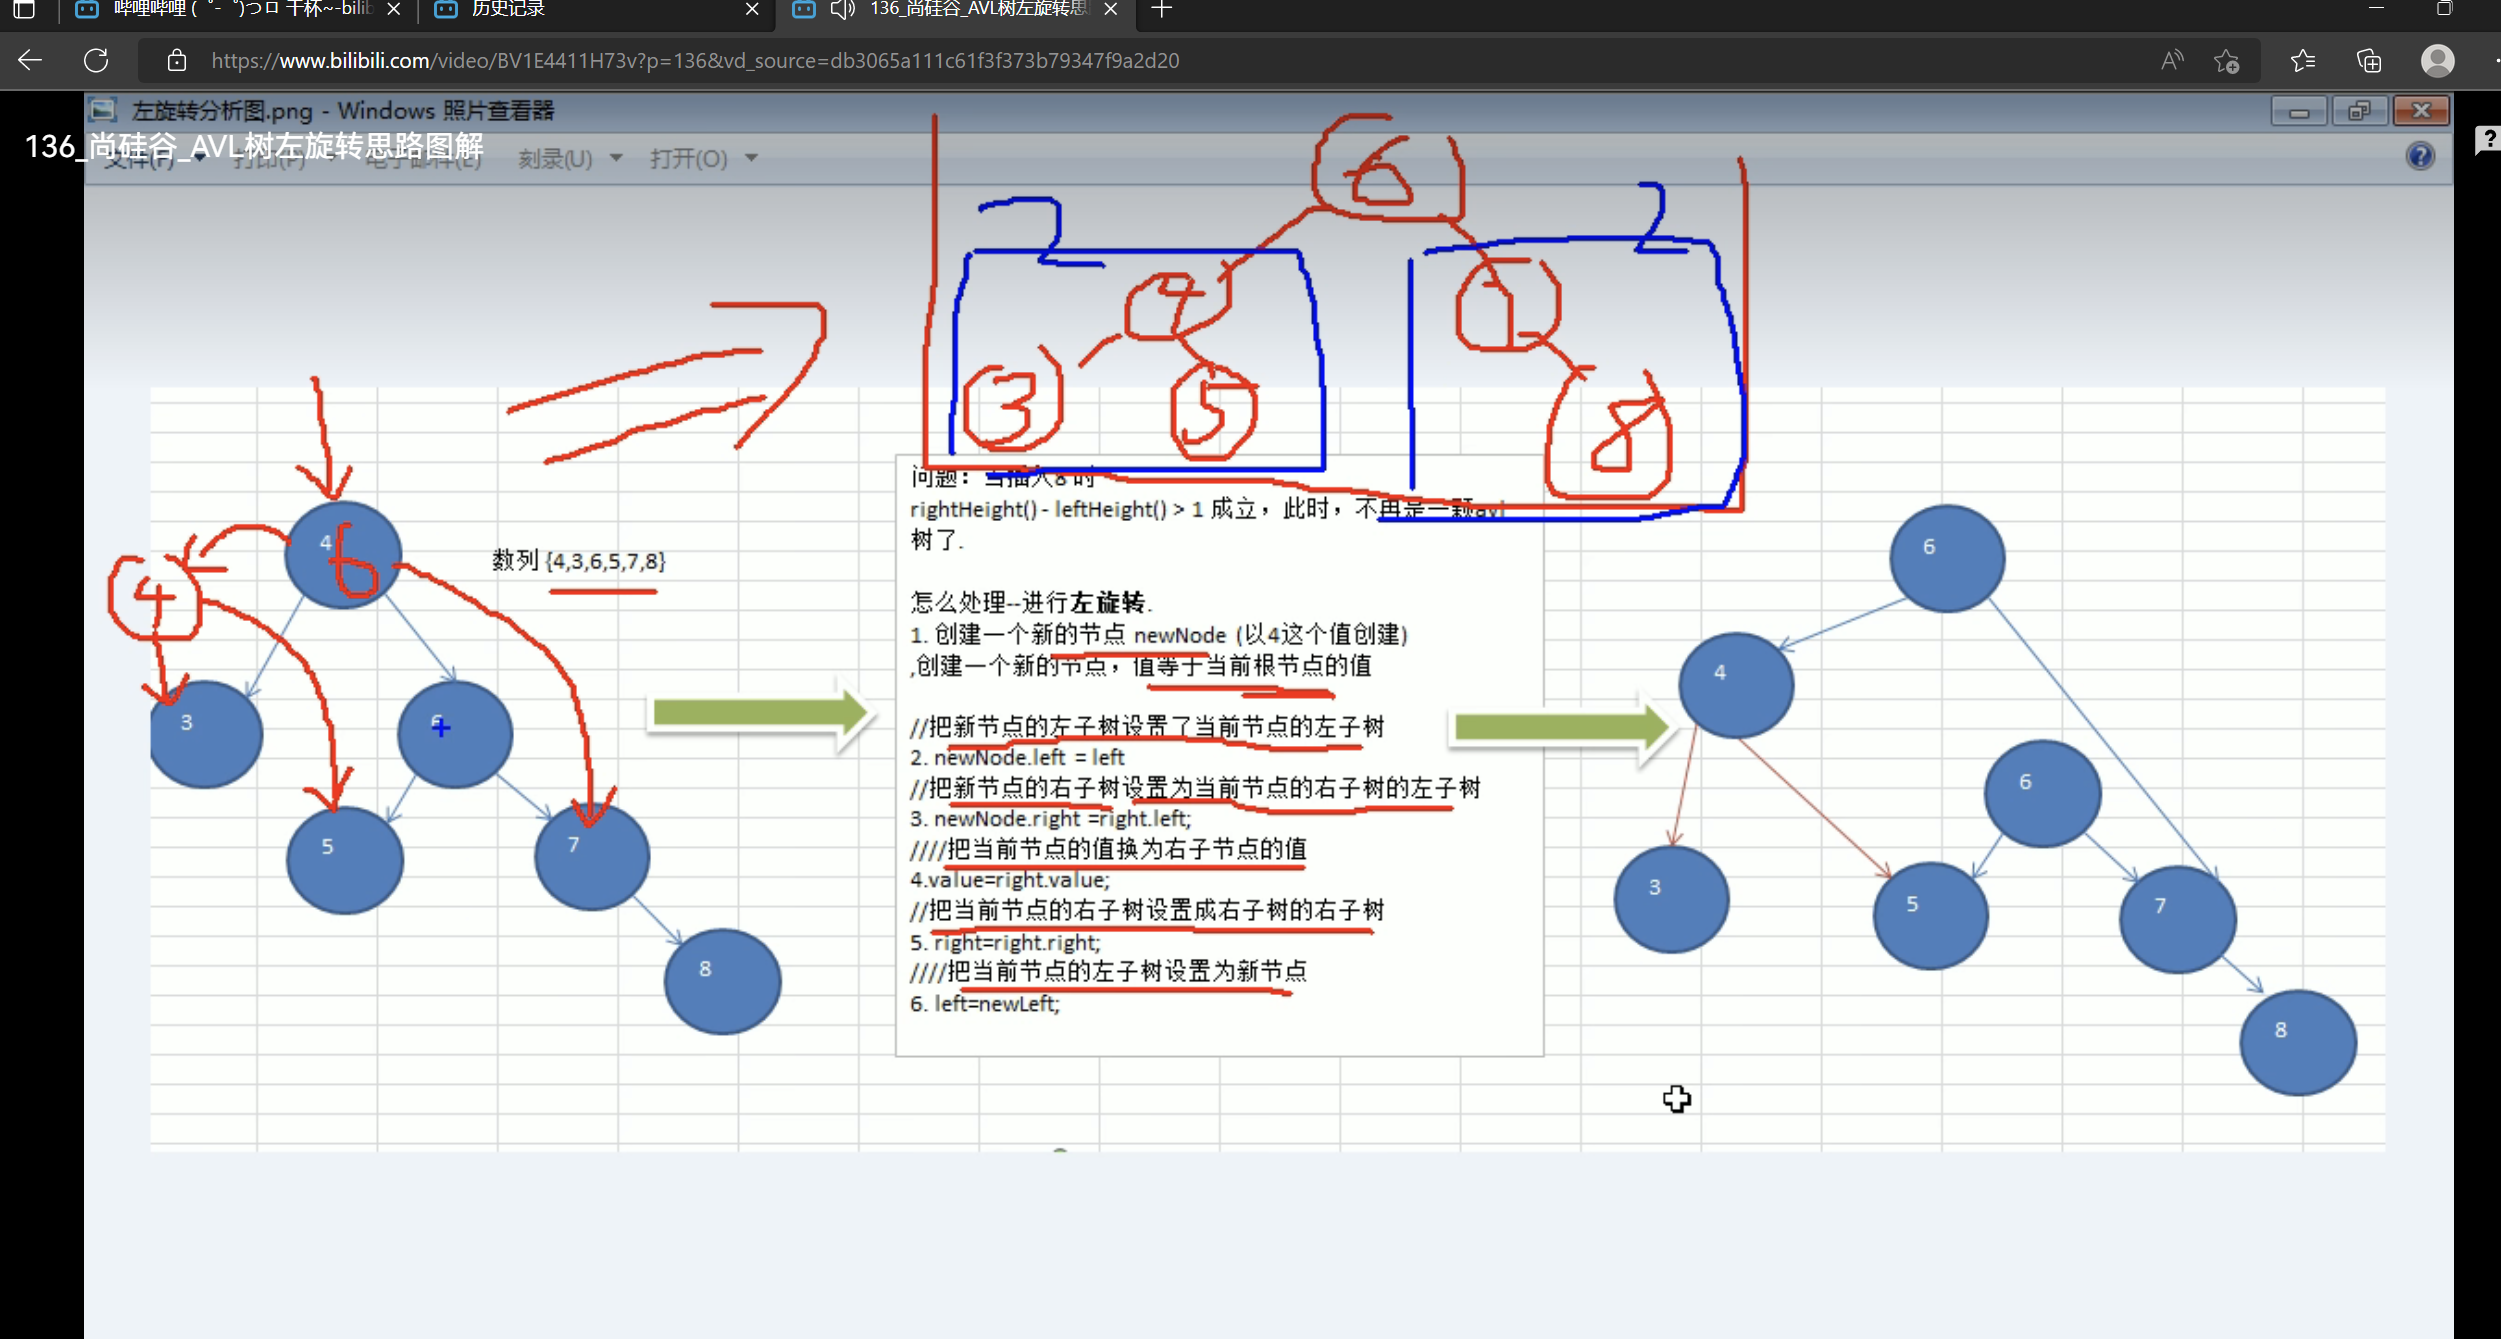 哔哩哔哩 (゜-゜)つロ 干杯~-bilib
历史记录
136_尚硅谷_AVL树左旋转思
https://www.bilibili.com/video/BV1E4411H73v?p=136&vd_source=db3065a111c61f3f373b79347f9a2d20
左旋转分析图.png - Windows 照片查看器
136_尚硅谷_AVL树左旋转思路图解
文件(F) 打印(P) 电子邮件(E) 刻录(U) 打开(O)
6
2
2
4
7
3
5
8
4
6
数列 {4,3,6,5,7,8}
4
3
6
5
7
8
问题：当插入8 时
rightHeight() - leftHeight() > 1 成立，此时，不再是一颗avl
树了.
怎么处理--进行左旋转.
1. 创建一个新的节点 newNode (以4这个值创建)
,创建一个新的节点，值等于当前根节点的值
//把新节点的左子树设置了当前节点的左子树
2. newNode.left = left
//把新节点的右子树设置为当前节点的右子树的左子树
3. newNode.right =right.left;
////把当前节点的值换为右子节点的值
4.value=right.value;
//把当前节点的右子树设置成右子树的右子树
5. right=right.right;
////把当前节点的左子树设置为新节点
6. left=newLeft;
6
4
6
3
5
7
8